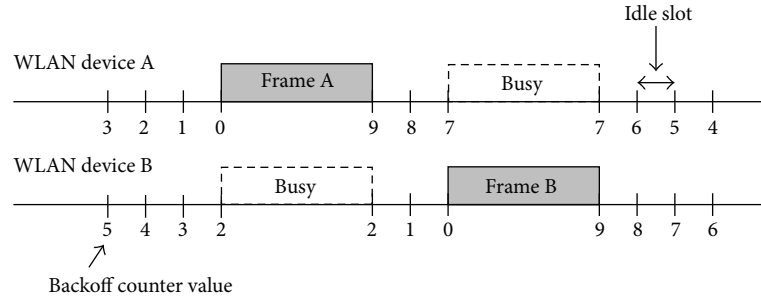 Idle slot
WLAN device A
Frame A
Busy
3 2 1 0 9 8 7 7 6 5 4
WLAN device B
Busy
Frame B
5 4 3 2 2 1 0 9 8 7 6
Backoff counter value